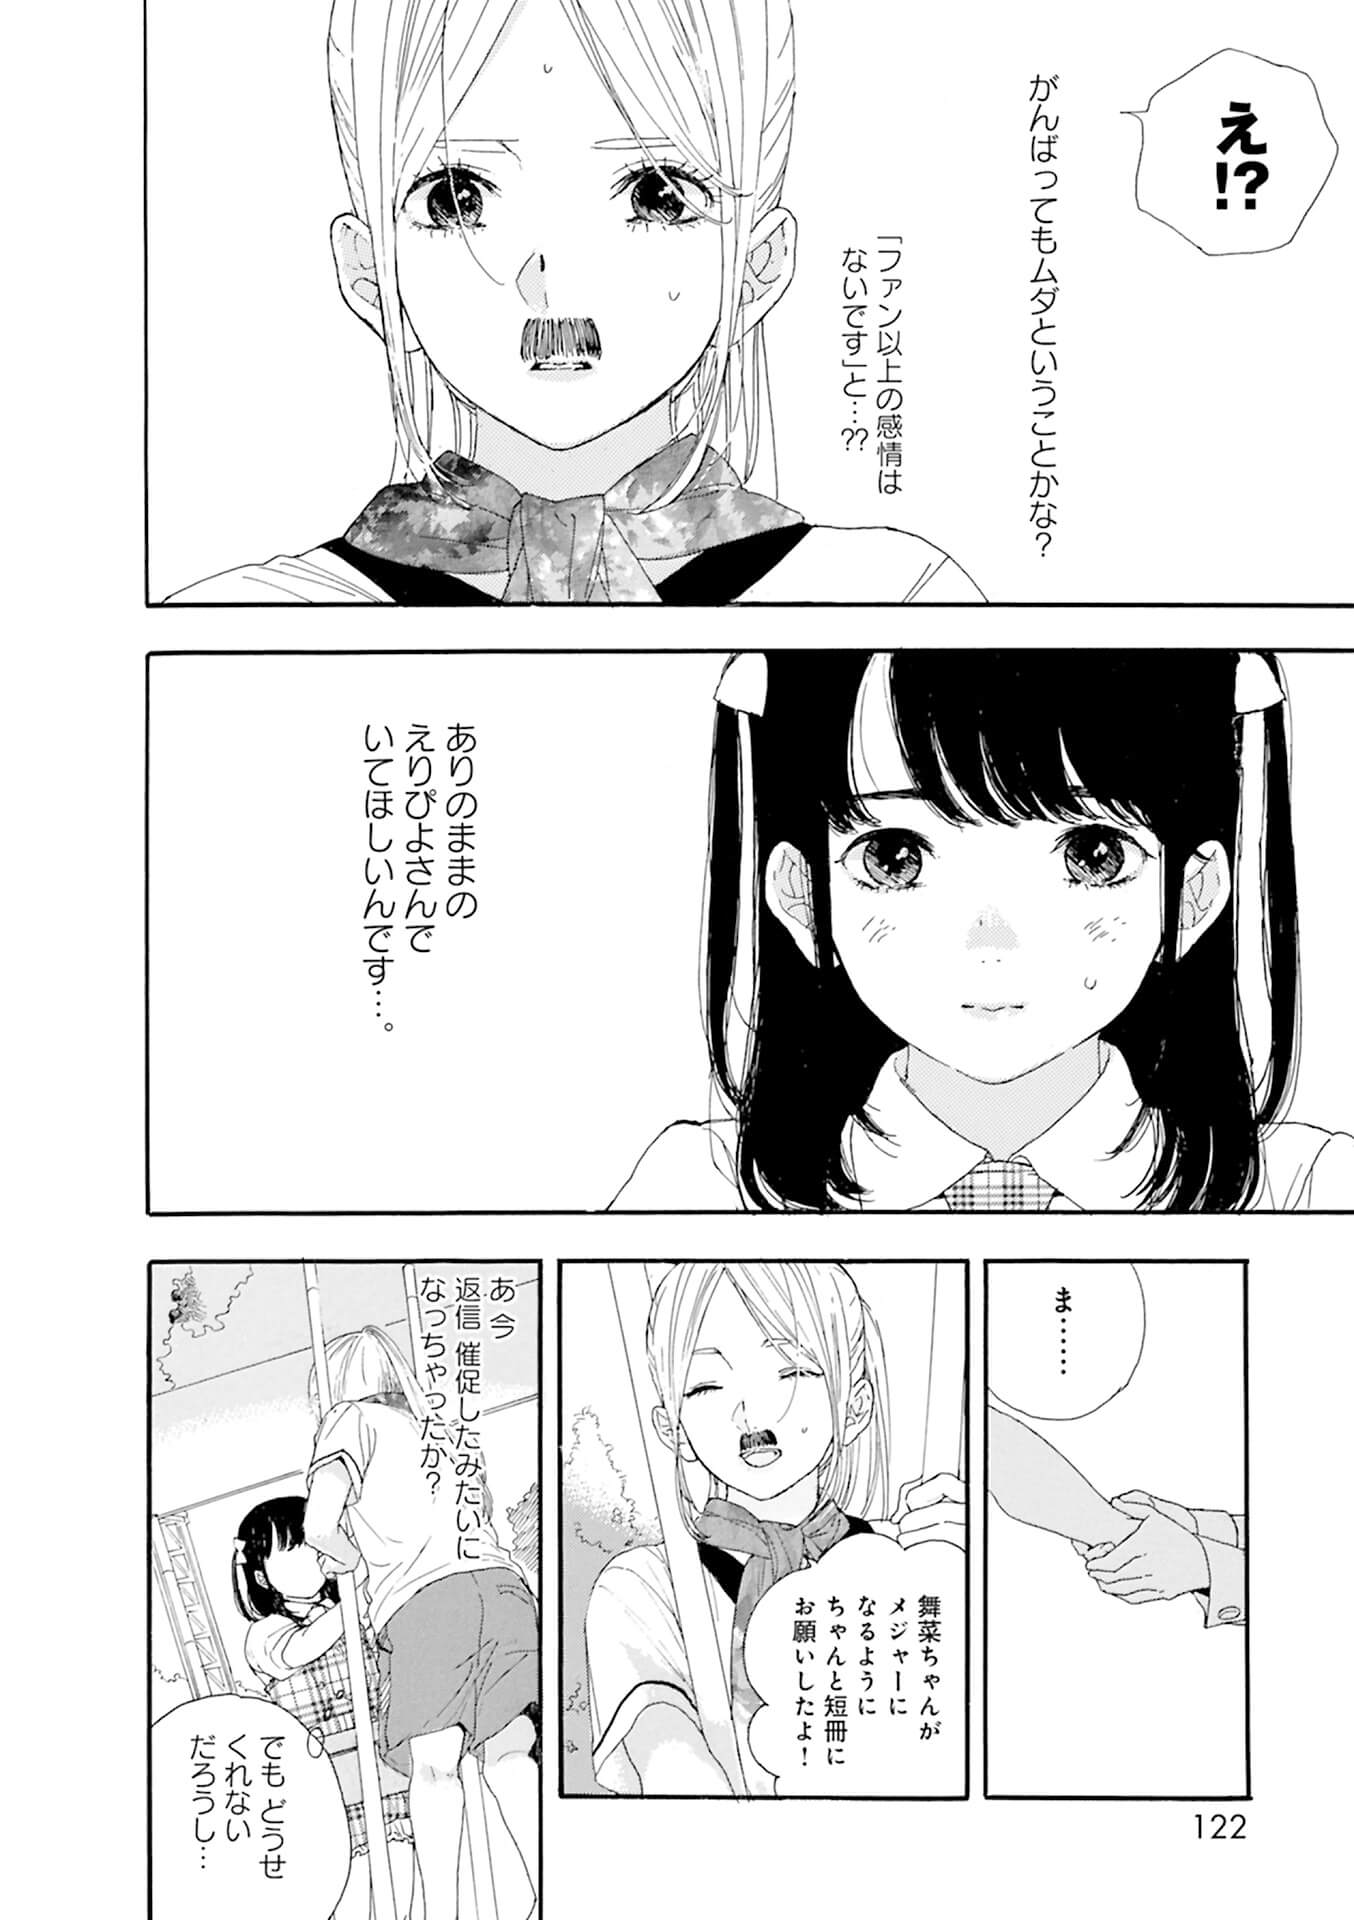 え!?
がんばってもムダということかな?
「ファン以上の感情は
ないです」と…??
ありのままの
えりぴよさんで
いてほしいんです…。
ま……
舞菜ちゃんが
メジャーに
なるように
ちゃんと短冊に
お願いしたよ!
あ 今
返信 催促したみたいに
なっちゃったか?
でも どうせ
くれない
だろうし…
122